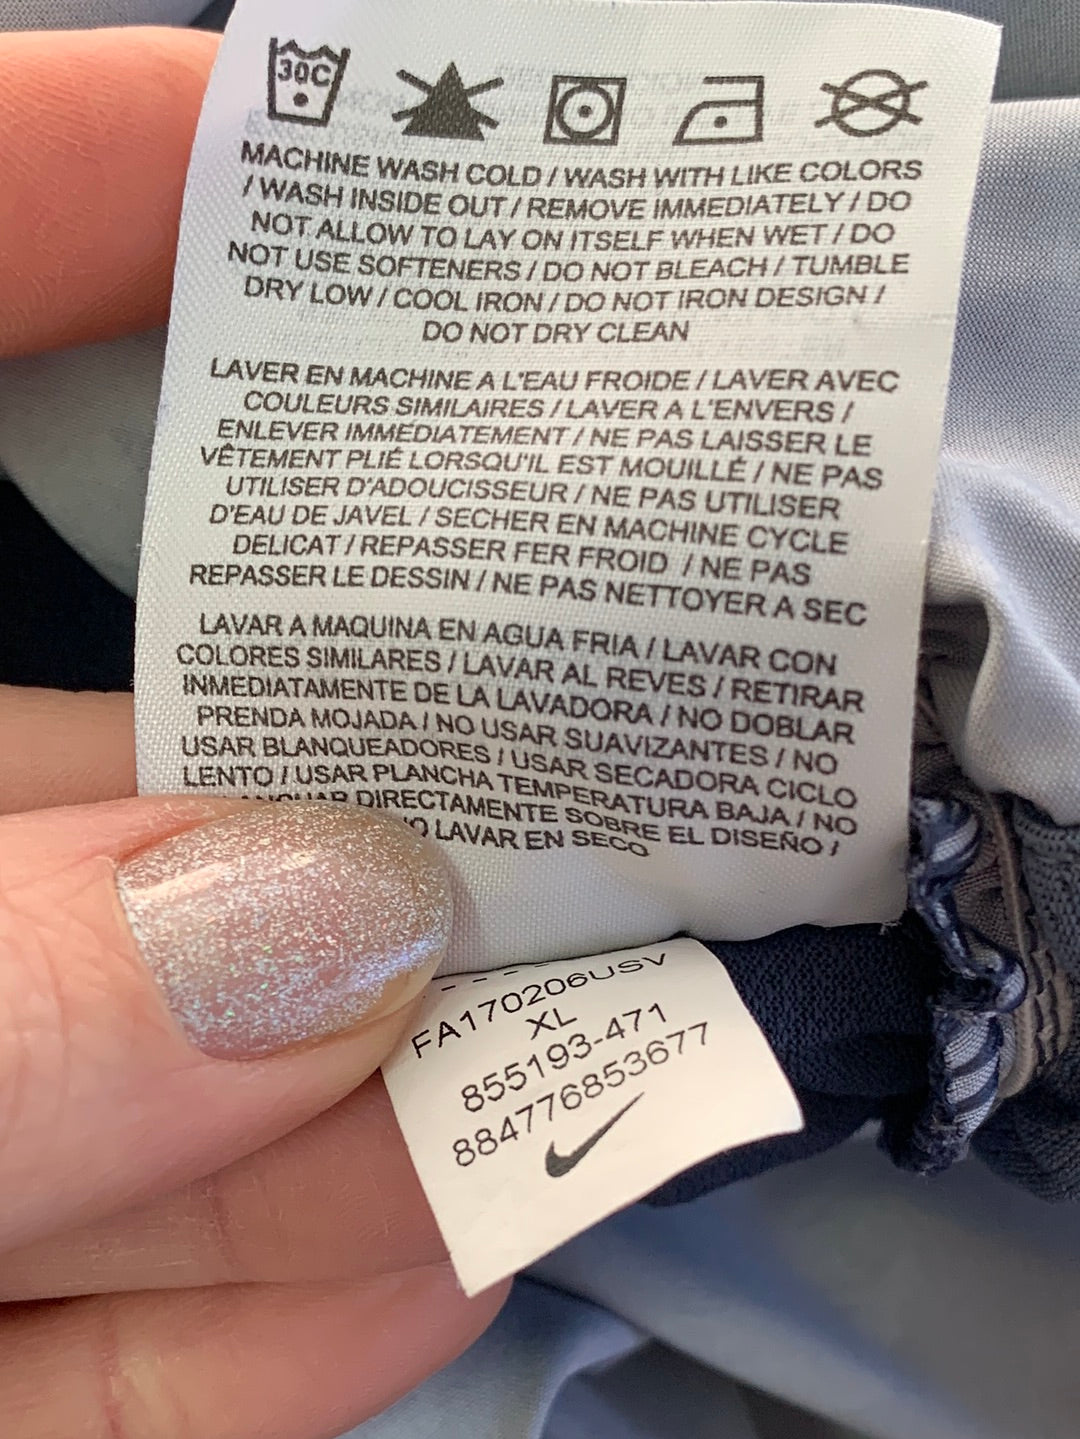 30C
MACHINE WASH COLD / WASH WITH LIKE COLORS
/ WASH INSIDE OUT / REMOVE IMMEDIATELY / DO
NOT ALLOW TO LAY ON ITSELF WHEN WET / DO
NOT USE SOFTENERS / DO NOT BLEACH / TUMBLE
DRY LOW / COOL IRON / DO NOT IRON DESIGN /
DO NOT DRY CLEAN
LAVER EN MACHINE A L'EAU FROIDE / LAVER AVEC
COULEURS SIMILAIRES / LAVER A L'ENVERS /
ENLEVER IMMÉDIATEMENT / NE PAS LAISSER LE
VÊTEMENT PLIÉ LORSQU'IL EST MOUILLÉ / NE PAS
UTILISER D'ADOUCISSEUR / NE PAS UTILISER
D'EAU DE JAVEL / SECHER EN MACHINE CYCLE
DELICAT / REPASSER FER FROID / NE PAS
REPASSER LE DESSIN / NE PAS NETTOYER A SEC
LAVAR A MAQUINA EN AGUA FRIA / LAVAR CON
COLORES SIMILARES / LAVAR AL REVES / RETIRAR
INMEDIATAMENTE DE LA LAVADORA / NO DOBLAR
PRENDA MOJADA / NO USAR SUAVIZANTES / NO
USAR BLANQUEADORES / USAR SECADORA CICLO
LENTO / USAR PLANCHA TEMPERATURA BAJA / NO
DIRECTAMENTE SOBRE EL DISEÑO /
LAVAR EN SECO
FA170206USV
XL
855193-471
884776853677